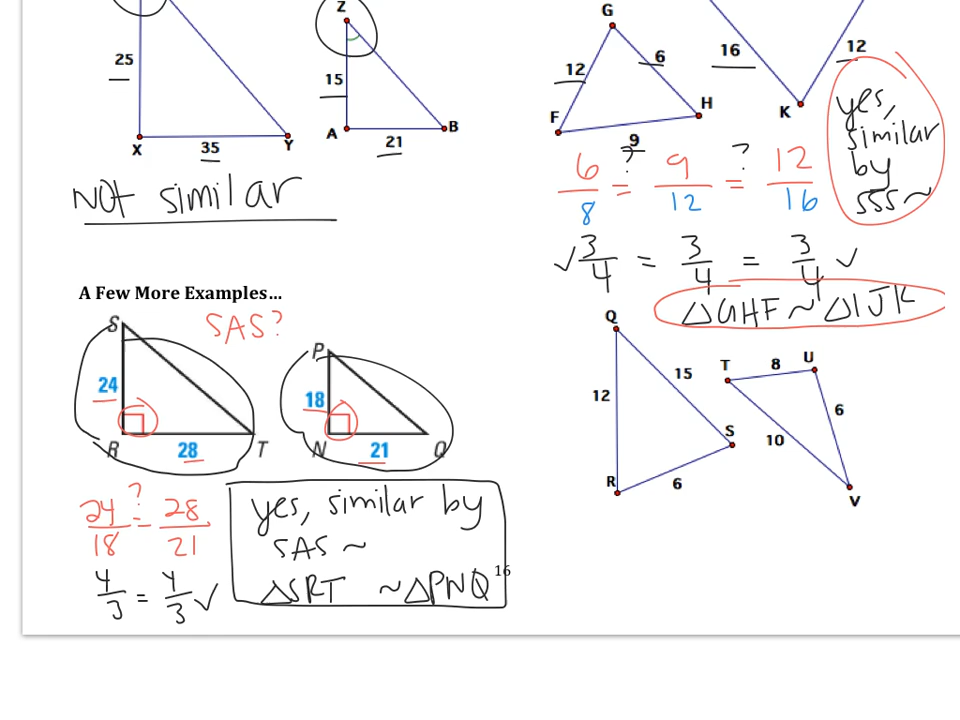 25
X
35
Y
Z
15
A
21
B
NOT similar
G
12
6
F
H
9
16
12
K
6/8 ?= 9/12 ?= 12/16
√ 3/4 = 3/4 = 3/4 ✓
yes,
similar
by
SSS ~
△GHF ~ △IJK
A Few More Examples…
SAS?
S
24
R
28
T
P
18
N
21
Q
24/18 ?= 28/21
4/3 = 4/3 ✓
yes, similar by
SAS ~
△SRT ~ △PNQ
16
Q
12
15
S
R
6
T
8
U
6
10
V